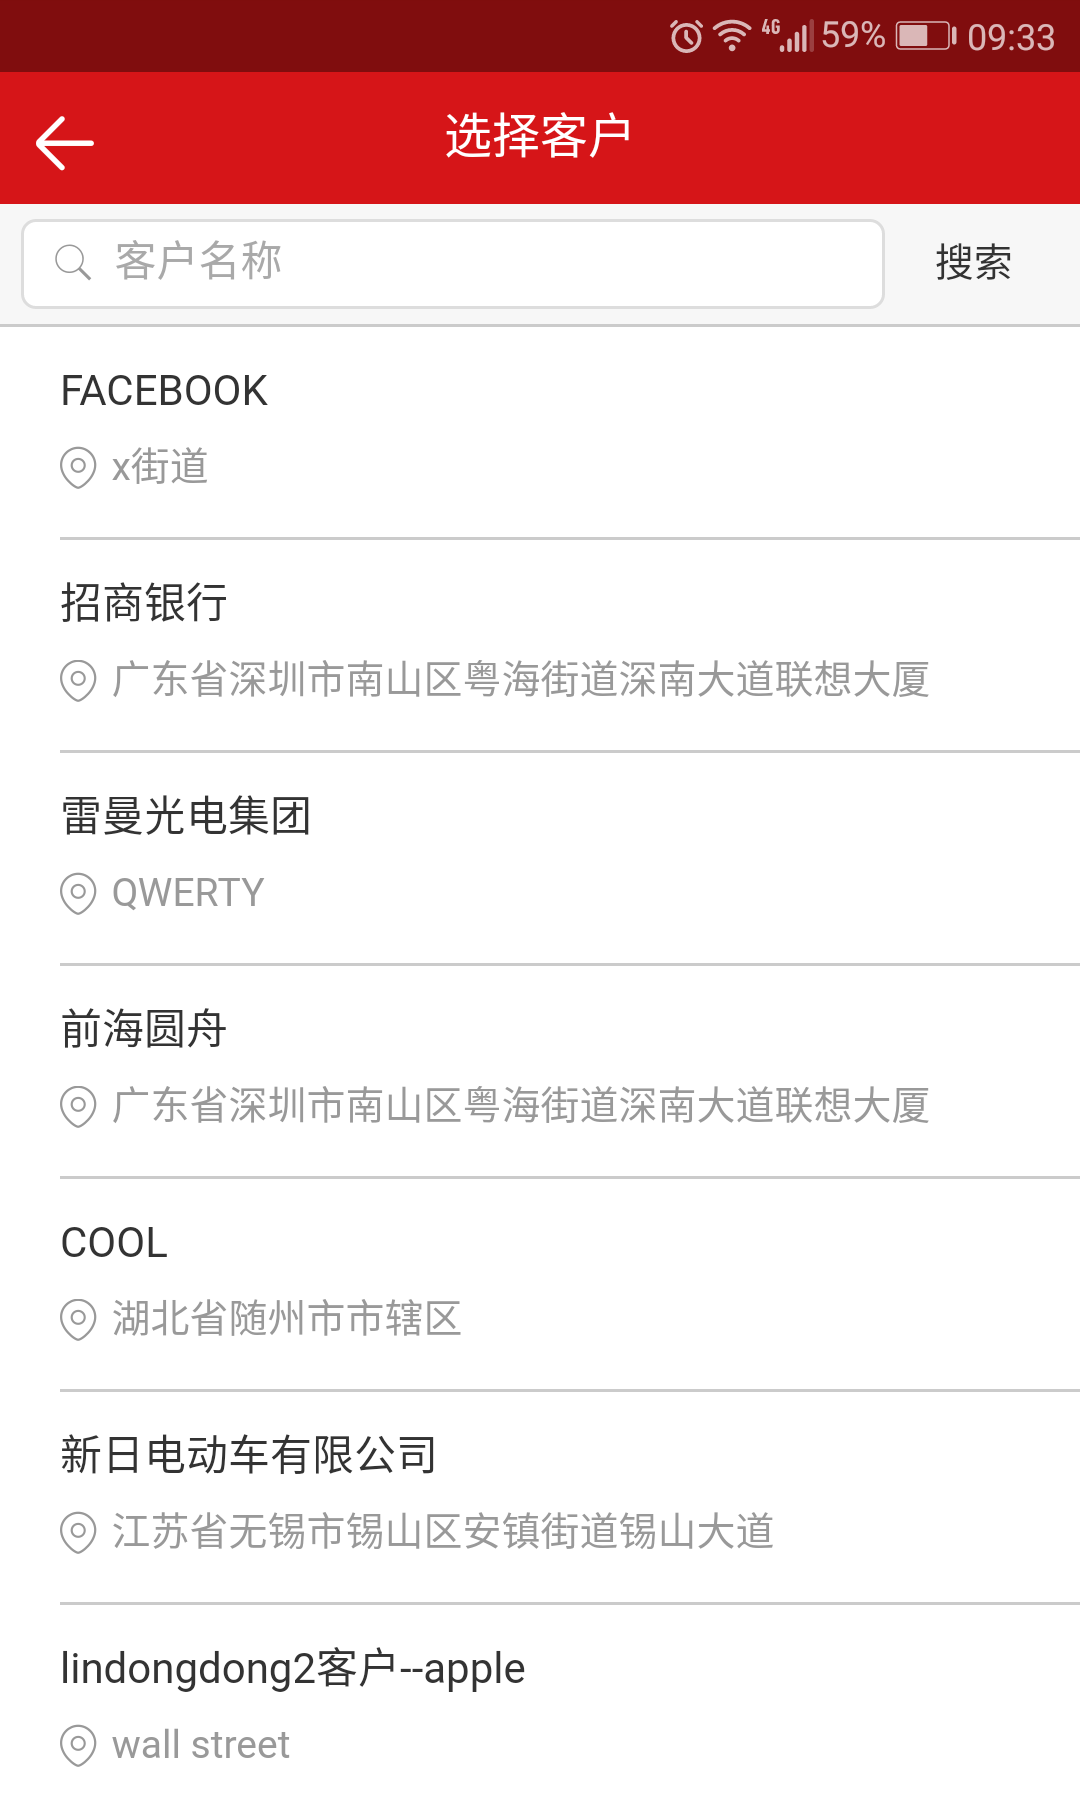 4G 59% 09:33
选择客户
客户名称 搜索
FACEBOOK
x街道
招商银行
广东省深圳市南山区粤海街道深南大道联想大厦
雷曼光电集团
QWERTY
前海圆舟
广东省深圳市南山区粤海街道深南大道联想大厦
COOL
湖北省随州市市辖区
新日电动车有限公司
江苏省无锡市锡山区安镇街道锡山大道
lindongdong2客户--apple
wall street